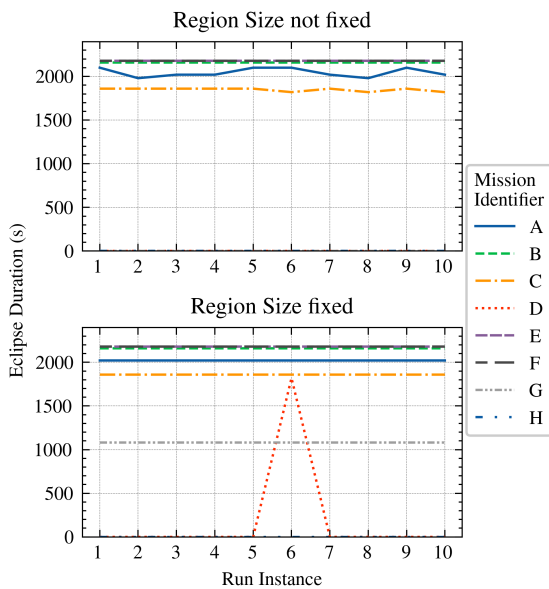 Region Size not fixed
2000
1500
1000
500
0
1 2 3 4 5 6 7 8 9 10
Eclipse Duration (s)
Region Size fixed
2000
1500
1000
500
0
1 2 3 4 5 6 7 8 9 10
Run Instance
Mission
Identifier
A
B
C
D
E
F
G
H